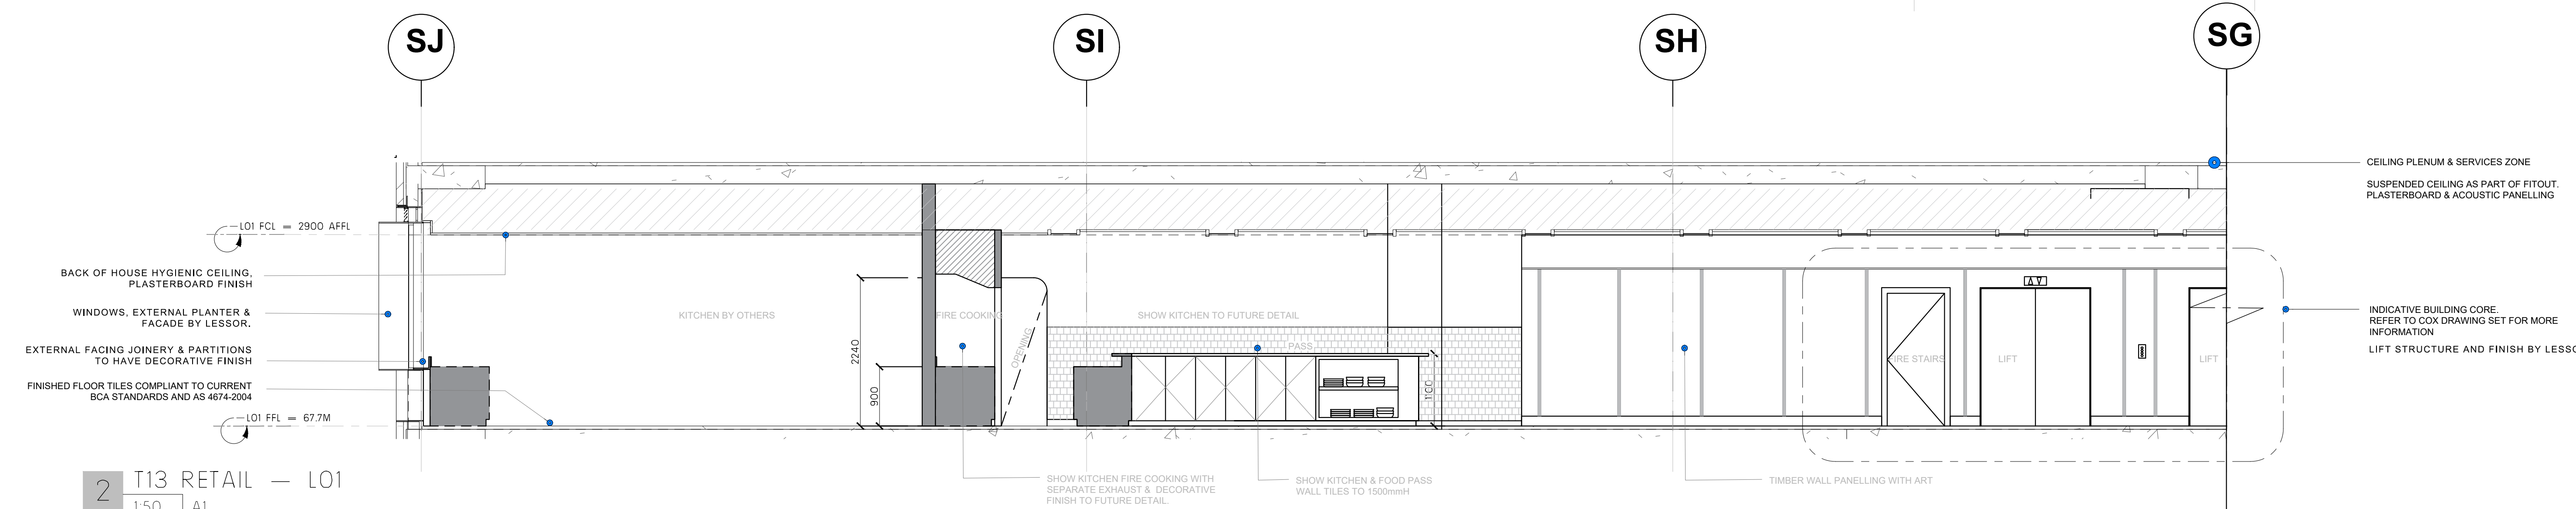 SJ
SI
SH
SG
CEILING PLENUM & SERVICES ZONE
SUSPENDED CEILING AS PART OF FITOUT.
PLASTERBOARD & ACOUSTIC PANELLING
L01 FCL = 2900 AFFL
BACK OF HOUSE HYGIENIC CEILING,
PLASTERBOARD FINISH
WINDOWS, EXTERNAL PLANTER &
FACADE BY LESSOR.
EXTERNAL FACING JOINERY & PARTITIONS
TO HAVE DECORATIVE FINISH
FINISHED FLOOR TILES COMPLIANT TO CURRENT
BCA STANDARDS AND AS 4674-2004
L01 FFL = 67.7M
KITCHEN BY OTHERS
2240
900
FIRE COOKING
OPENING
SHOW KITCHEN TO FUTURE DETAIL
PASS
1100
FIRE STAIRS
LIFT
LIFT
INDICATIVE BUILDING CORE.
REFER TO COX DRAWING SET FOR MORE
INFORMATION
LIFT STRUCTURE AND FINISH BY LESSO
SHOW KITCHEN FIRE COOKING WITH
SEPARATE EXHAUST & DECORATIVE
FINISH TO FUTURE DETAIL.
SHOW KITCHEN & FOOD PASS
WALL TILES TO 1500mmH
TIMBER WALL PANELLING WITH ART
2
T13 RETAIL — L01
1:50
A1